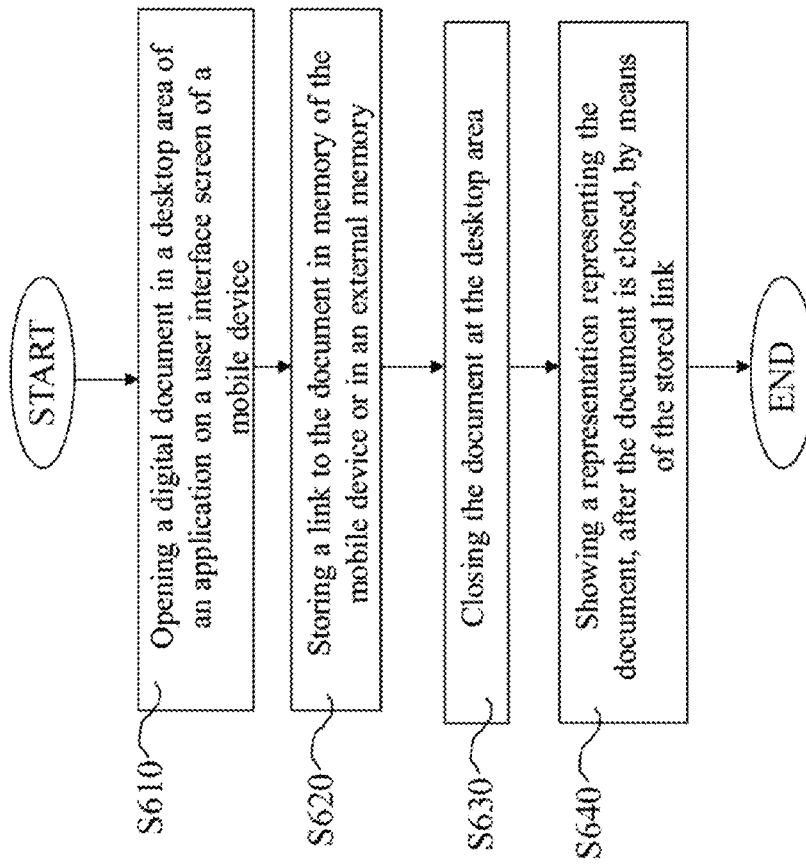 START
S610
Opening a digital document in a desktop area of
an application on a user interface screen of a
mobile device
S620
Storing a link to the document in memory of the
mobile device or in an external memory
S630
Closing the document at the desktop area
S640
Showing a representation representing the
document, after the document is closed, by means
of the stored link
END